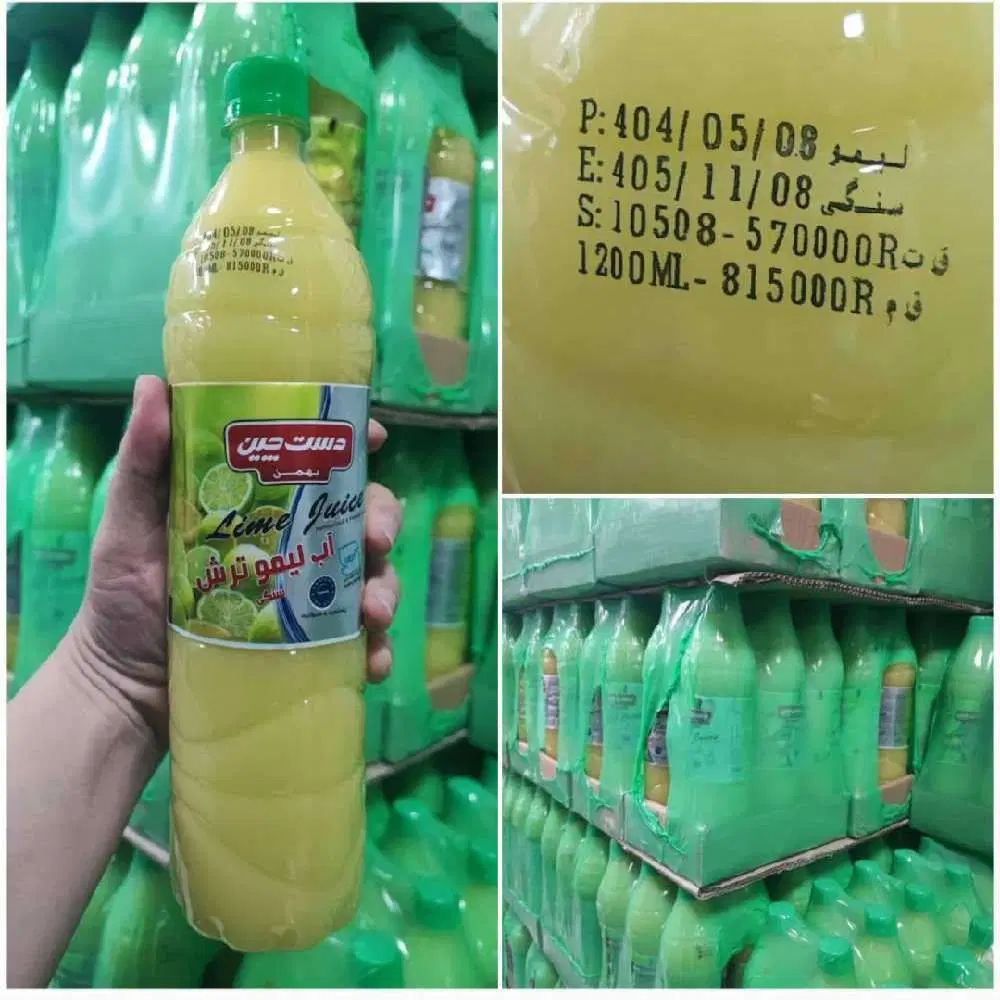 دست چین
بهمن
Lime Juice
آب لیمو ترش
سنگی
P: 404/05/08 لیمو
E: 405/11/08 سنگی
S: 10508-570000R ق ت
1200ML- 815000R ق م